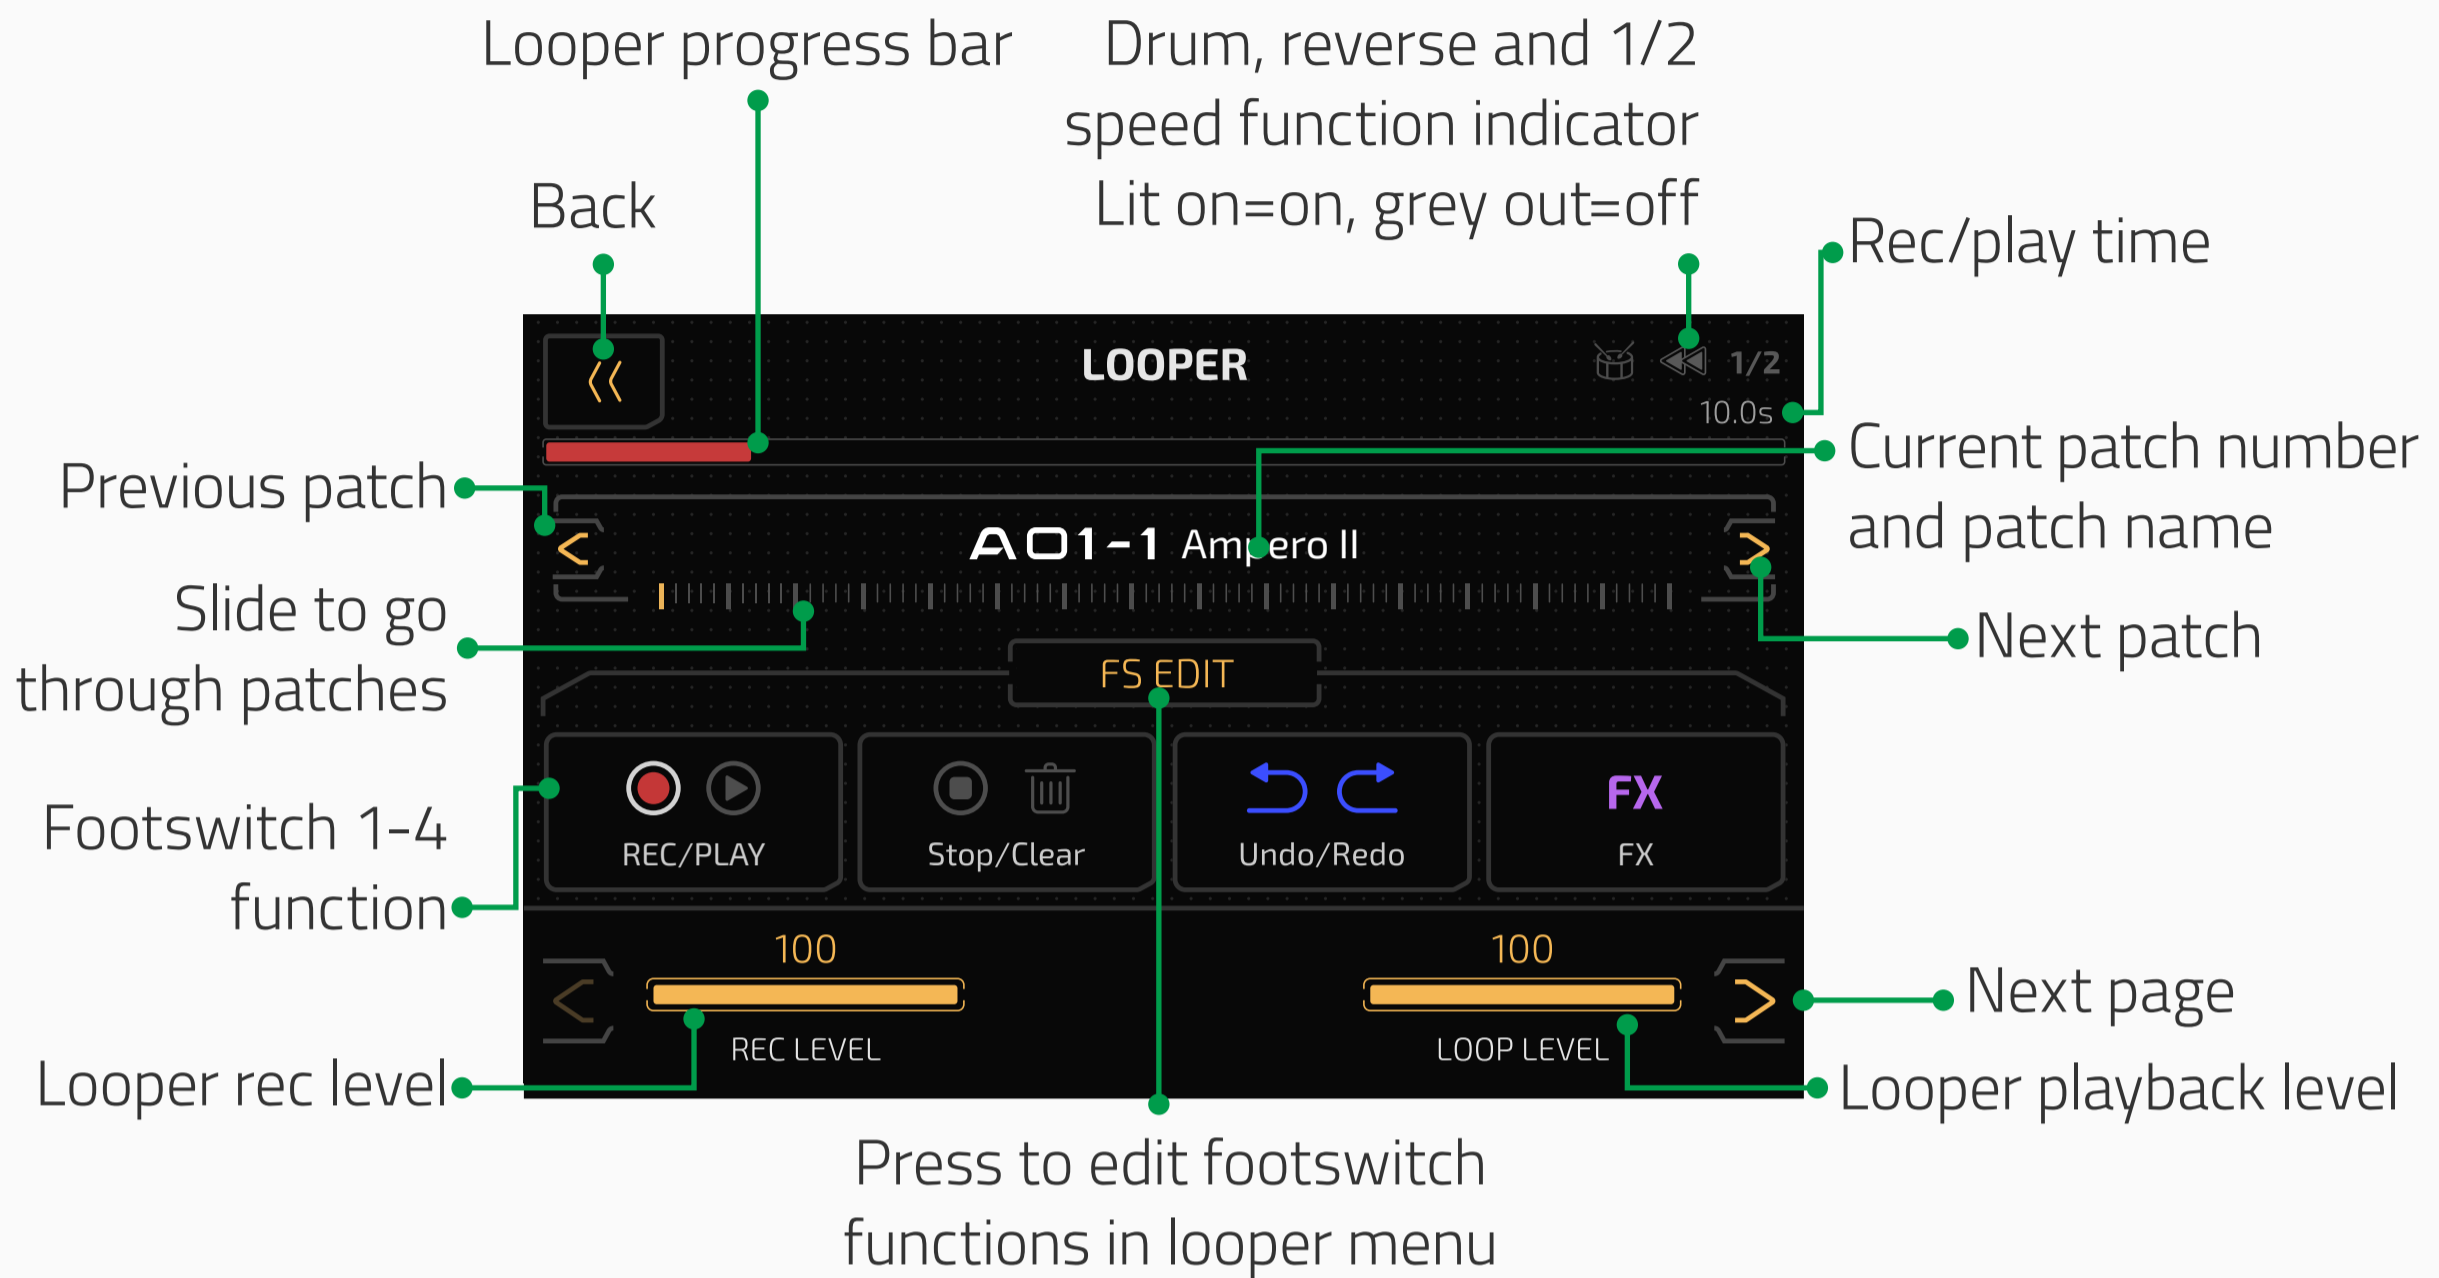 Looper progress bar
Drum, reverse and 1/2
speed function indicator
Lit on=on, grey out=off
Back
Rec/play time
LOOPER
1/2
10.0s
Current patch number
and patch name
Previous patch
A01-1 Ampero II
Slide to go
through patches
Next patch
FS EDIT
Footswitch 1-4
function
REC/PLAY
Stop/Clear
Undo/Redo
FX
FX
100
100
Next page
REC LEVEL
LOOP LEVEL
Looper rec level
Looper playback level
Press to edit footswitch
functions in looper menu